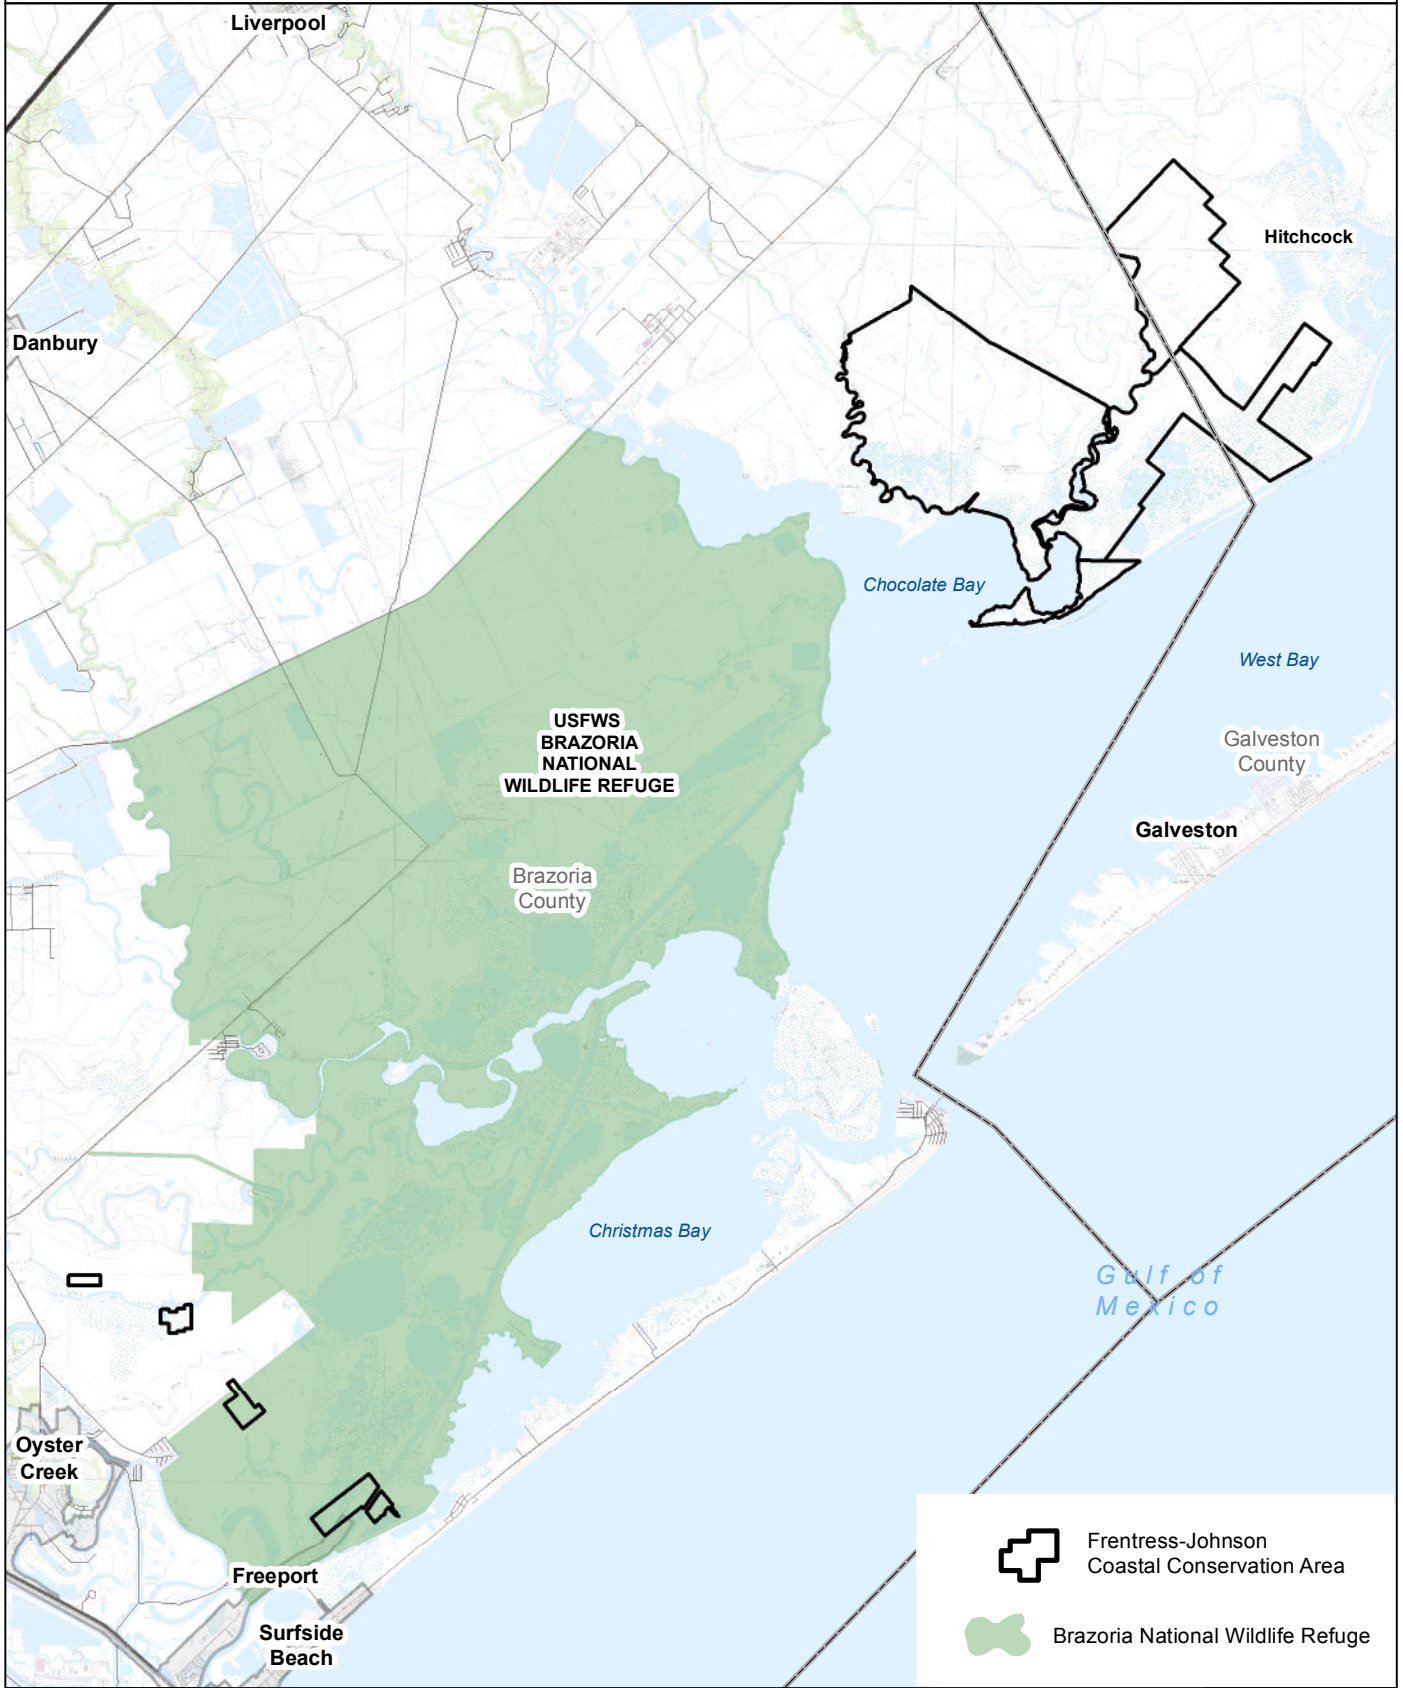 Liverpool
Hitchcock
Danbury
Chocolate Bay
West Bay
USFWS
BRAZORIA
NATIONAL
WILDLIFE REFUGE
Galveston
County
Galveston
Brazoria
County
Christmas Bay
Gulf of
Mexico
Oyster
Creek
Freeport
Surfside
Beach
Frentress-Johnson
Coastal Conservation Area
Brazoria National Wildlife Refuge